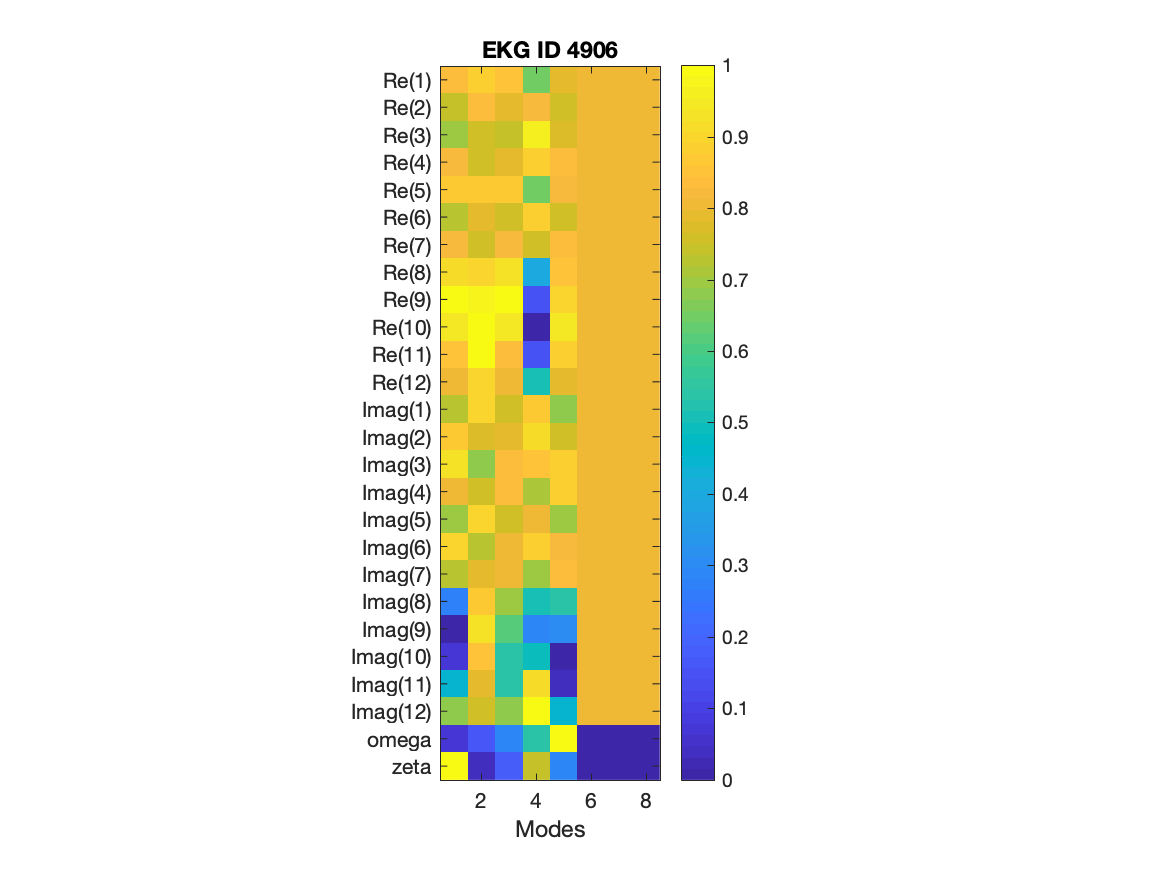 EKG ID 4906
Re(1)
Re(2)
Re(3)
Re(4)
Re(5)
Re(6)
Re(7)
Re(8)
Re(9)
Re(10)
Re(11)
Re(12)
Imag(1)
Imag(2)
Imag(3)
Imag(4)
Imag(5)
Imag(6)
Imag(7)
Imag(8)
Imag(9)
Imag(10)
Imag(11)
Imag(12)
omega
zeta
2 4 6 8
Modes
1
0.9
0.8
0.7
0.6
0.5
0.4
0.3
0.2
0.1
0